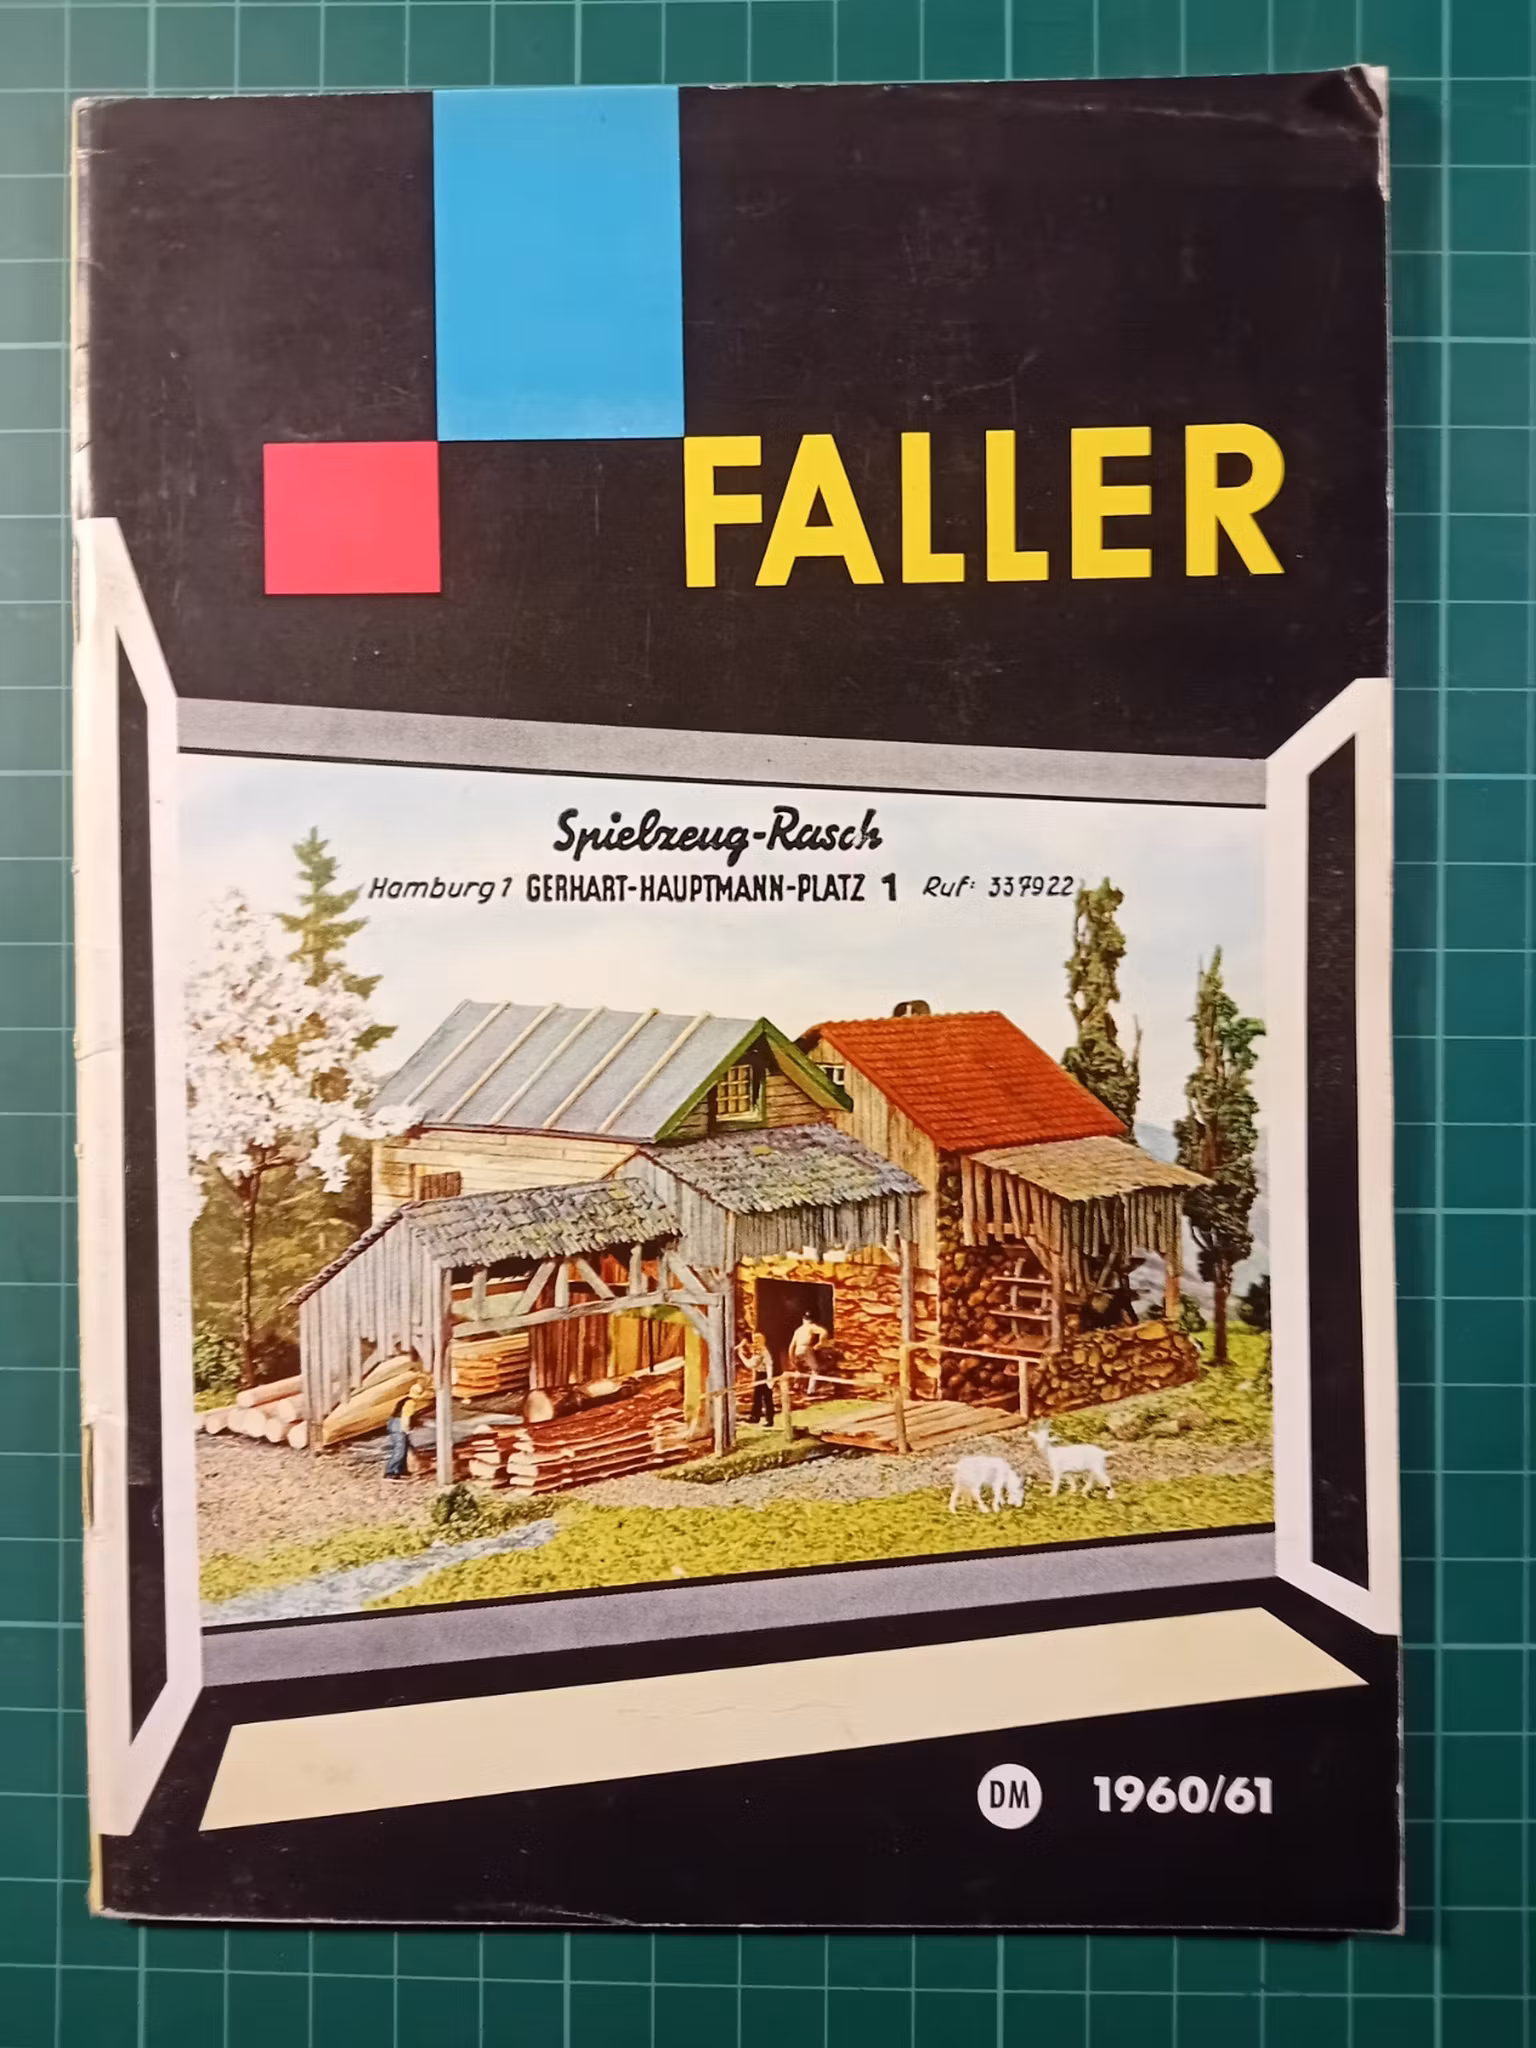 FALLER
Spielzeug-Rasch
Hamburg 1 GERHART-HAUPTMANN-PLATZ 1 Ruf: 337922
DM 1960/61